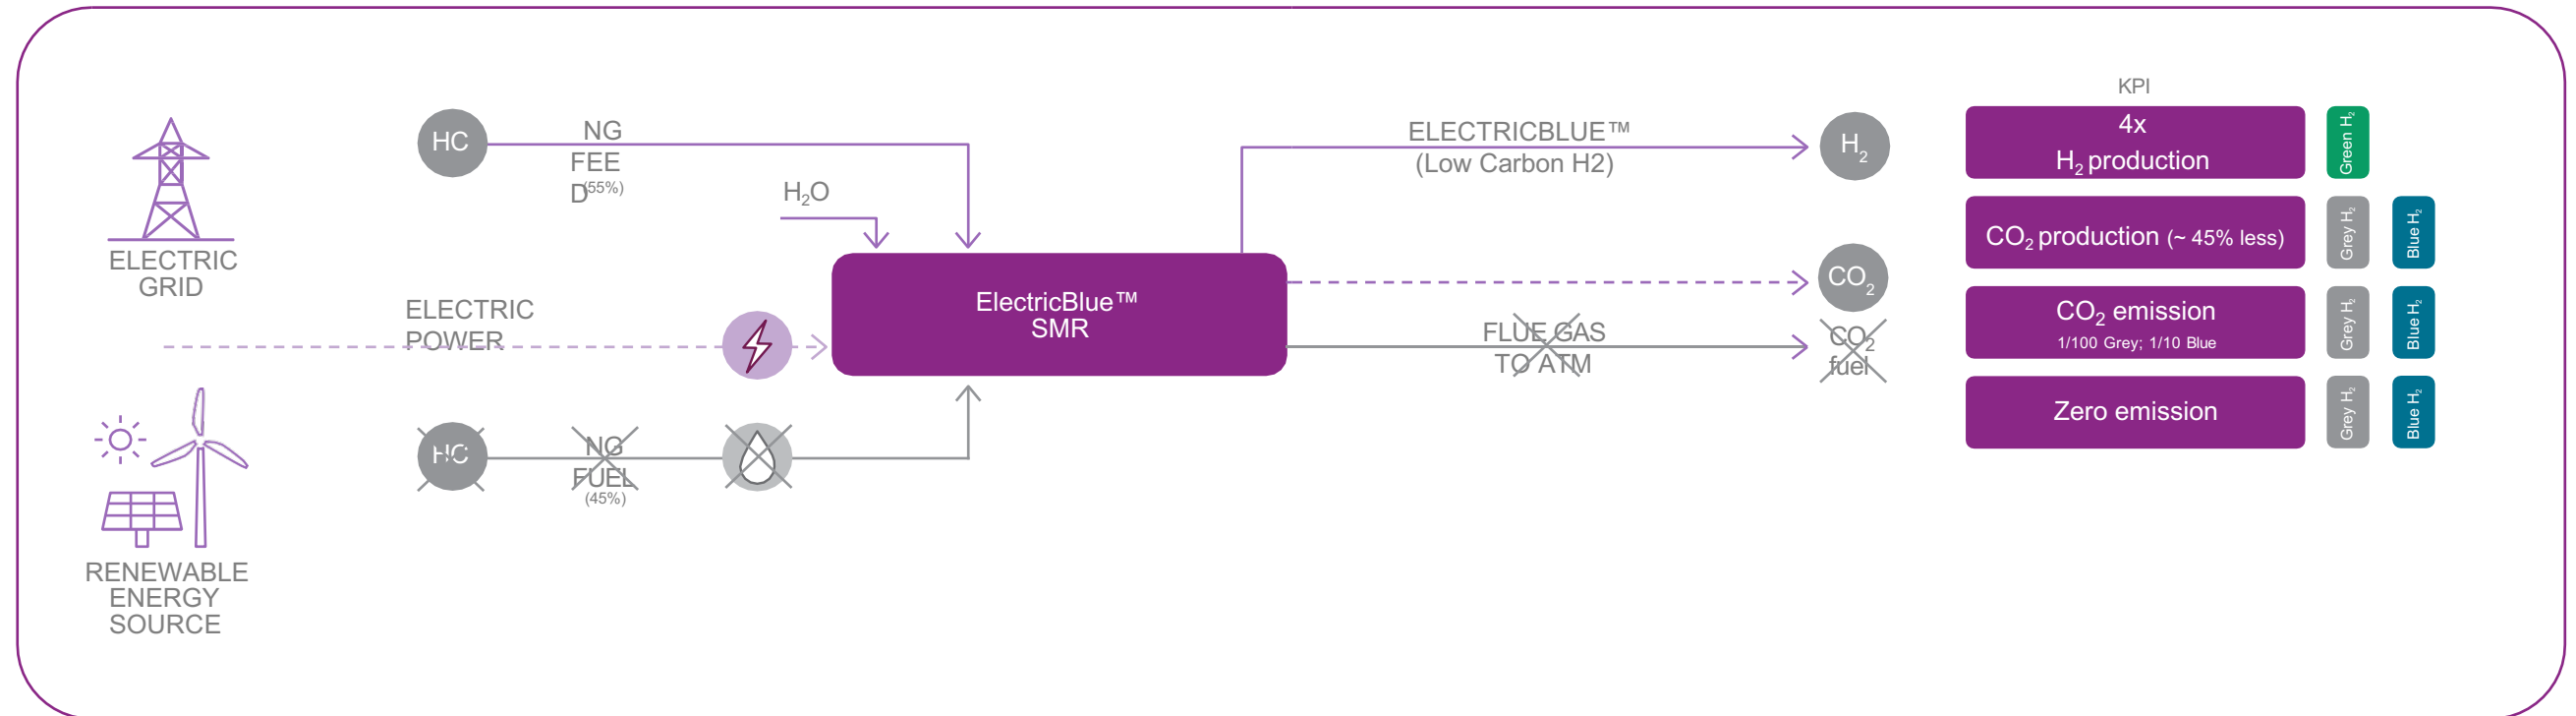 KPI
HC
NG
FEE
D(55%)
H₂O
ELECTRICBLUE™
(Low Carbon H2)
H₂
4x
H₂ production
Green H₂
ELECTRIC
GRID
CO₂ production (~ 45% less)
Grey H₂
Blue H₂
ELECTRIC
POWER
ElectricBlue™
SMR
CO₂
FLUE GAS
TO ATM
CO₂
fuel
CO₂ emission
1/100 Grey; 1/10 Blue
Grey H₂
Blue H₂
Zero emission
Grey H₂
Blue H₂
HC
NG
FUEL
(45%)
RENEWABLE
ENERGY
SOURCE